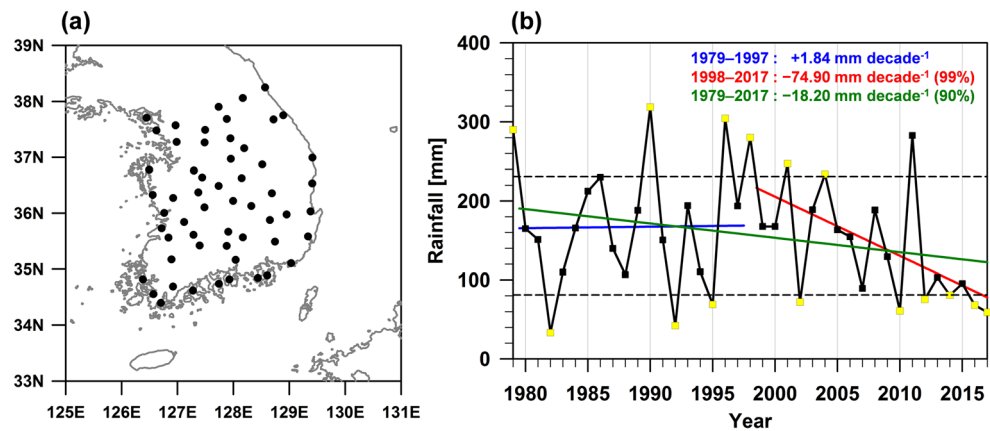 (a)
39N
38N
37N
36N
35N
34N
33N
125E 126E 127E 128E 129E 130E 131E
(b)
1979–1997 : +1.84 mm decade⁻¹
1998–2017 : −74.90 mm decade⁻¹ (99%)
1979–2017 : −18.20 mm decade⁻¹ (90%)
Rainfall [mm]
400
300
200
100
0
1980 1985 1990 1995 2000 2005 2010 2015
Year